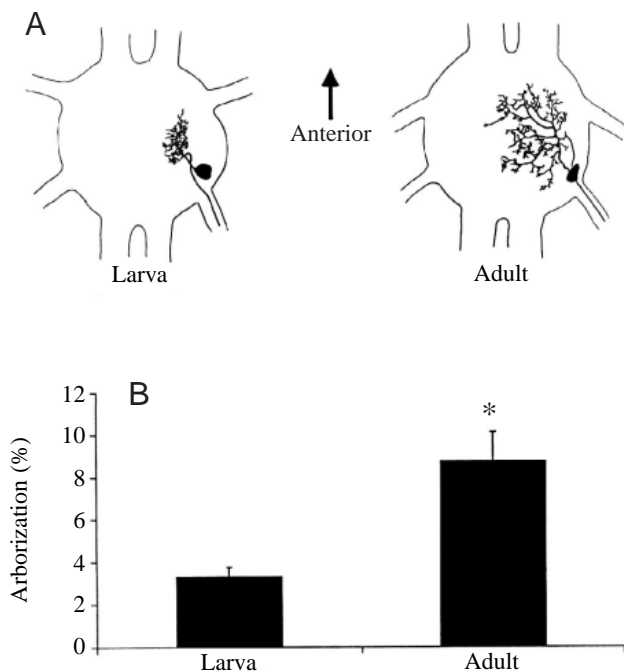 A
Anterior
Larva
Adult
B
Arborization (%)
12
10
8
6
4
2
0
*
Larva
Adult